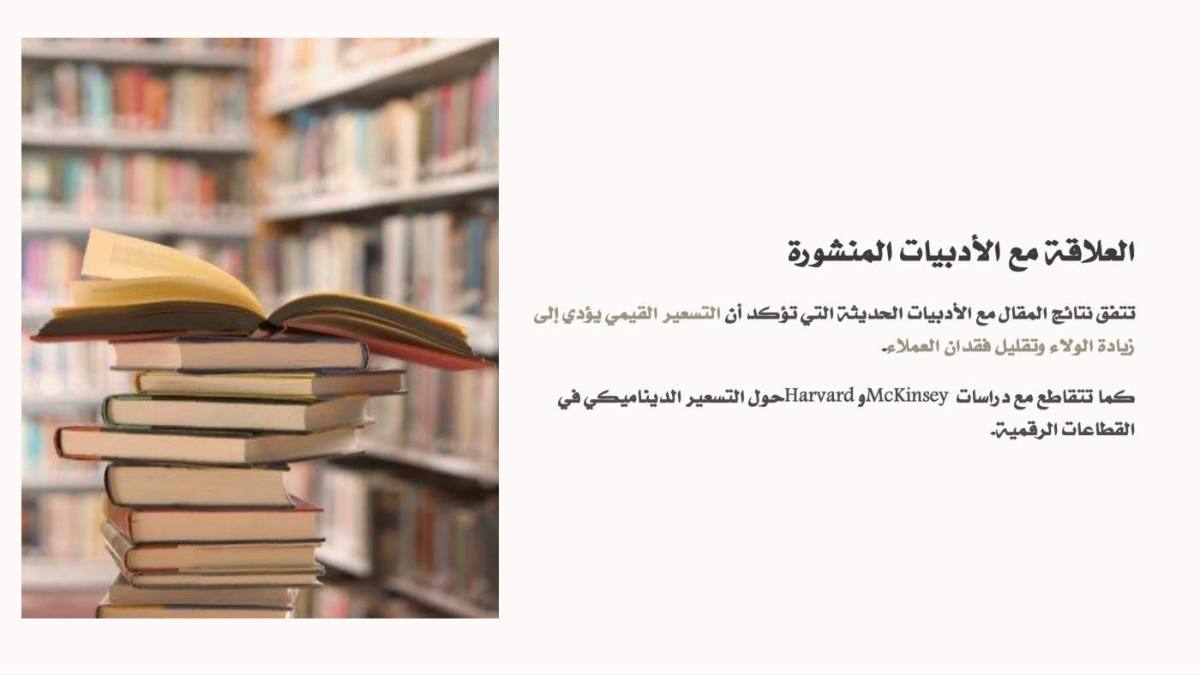 العلاقة مع الأدبيات المنشورة
تتفق نتائج المقال مع الأدبيات الحديثة التي تؤكد أن التسعير القيمي يؤدي إلى
زيادة الولاء وتقليل فقدان العملاء.
كما تتقاطع مع دراسات McKinsey وHarvard حول التسعير الديناميكي في
القطاعات الرقمية.